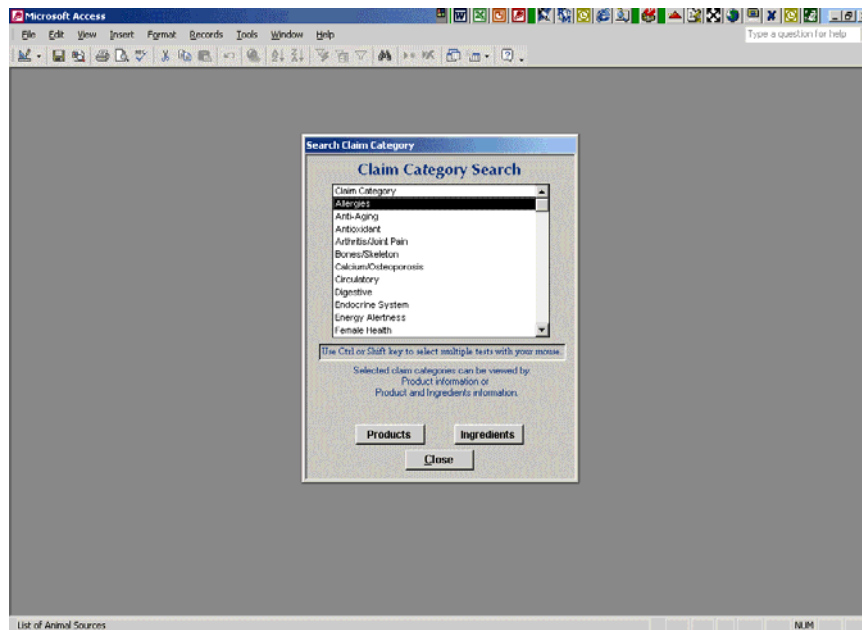 Microsoft Access
File Edit View Insert Format Records Tools Window Help
Type a question for help
Search Claim Category
Claim Category Search
Claim Category
Allergies
Anti-Aging
Antioxidant
Arthritis/Joint Pain
Bones/Skeleton
Calcium/Osteoporosis
Circulatory
Digestive
Endocrine System
Energy Alertness
Female Health
Use Ctrl or Shift key to select multiple tests with your mouse.
Selected claim categories can be viewed by
Product information or
Product and Ingredients information.
Products Ingredients
Close
List of Animal Sources
NUM